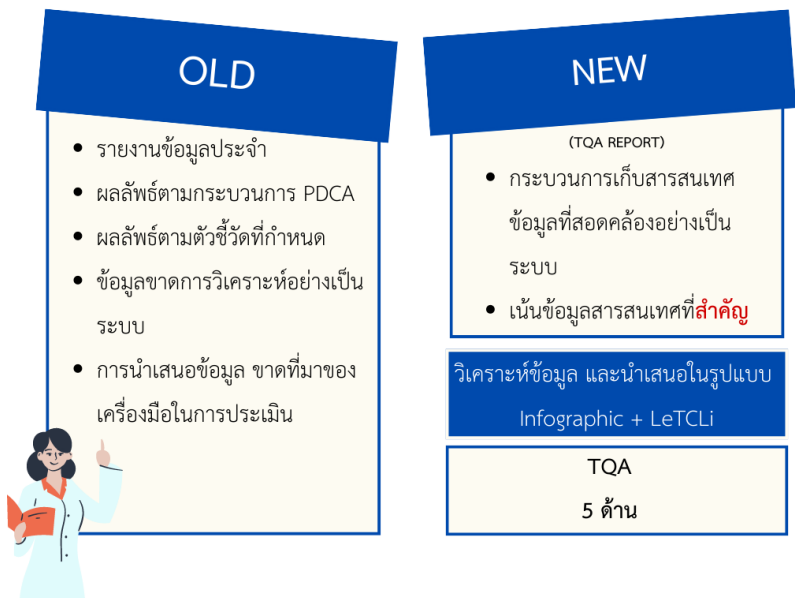 OLD
• รายงานข้อมูลประจำ
• ผลลัพธ์ตามกระบวนการ PDCA
• ผลลัพธ์ตามตัวชี้วัดที่กำหนด
• ข้อมูลขาดการวิเคราะห์อย่างเป็น
ระบบ
• การนำเสนอข้อมูล ขาดที่มาของ
เครื่องมือในการประเมิน
NEW
(TQA REPORT)
• กระบวนการเก็บสารสนเทศ
ข้อมูลที่สอดคล้องอย่างเป็น
ระบบ
• เน้นข้อมูลสารสนเทศที่สำคัญ
วิเคราะห์ข้อมูล และนำเสนอในรูปแบบ
Infographic + LeTCLi
TQA
5 ด้าน